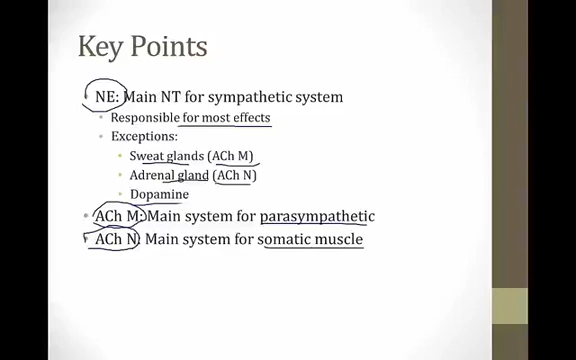 Key Points
• NE: Main NT for sympathetic system
• Responsible for most effects
• Exceptions:
• Sweat glands (ACh M)
• Adrenal gland (ACh N)
• Dopamine
• ACh M: Main system for parasympathetic
• ACh N: Main system for somatic muscle